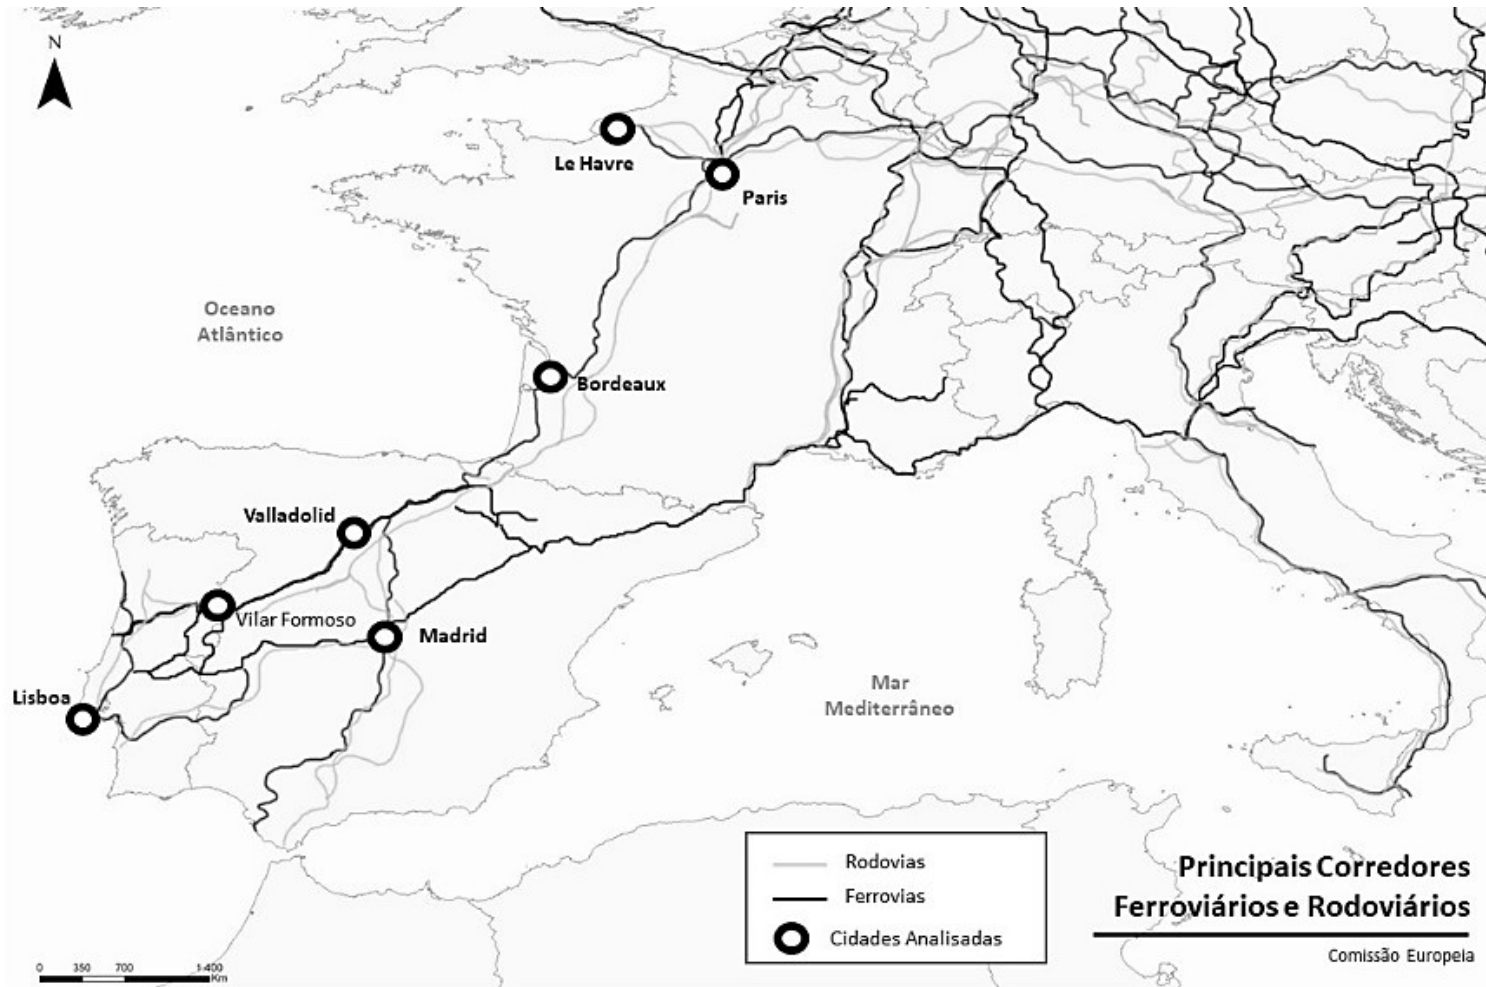 N
Le Havre
Paris
Oceano
Atlântico
Bordeaux
Valladolid
Vilar Formoso
Madrid
Lisboa
Mar
Mediterrâneo
Rodovias
Ferrovias
Cidades Analisadas
Principais Corredores
Ferroviários e Rodoviários
Comissão Europeia
0 350 700 1.400
Km